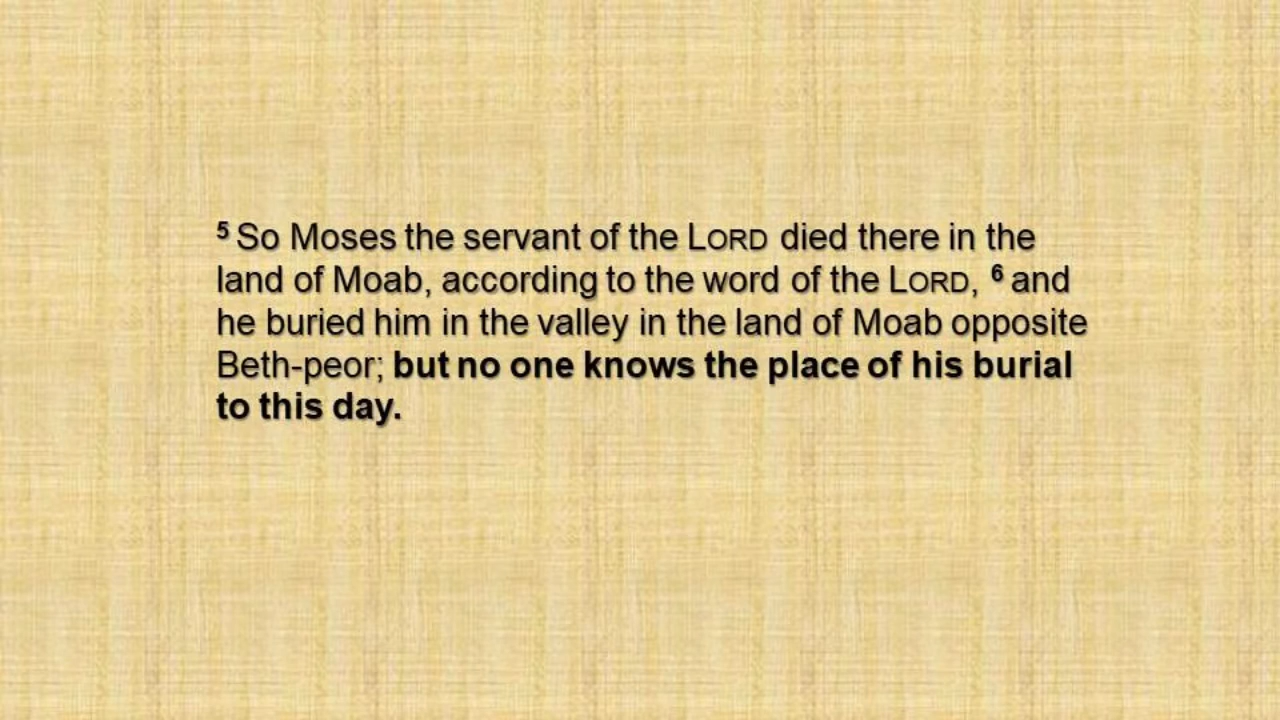 5 So Moses the servant of the LORD died there in the
land of Moab, according to the word of the LORD, 6 and
he buried him in the valley in the land of Moab opposite
Beth-peor; but no one knows the place of his burial
to this day.